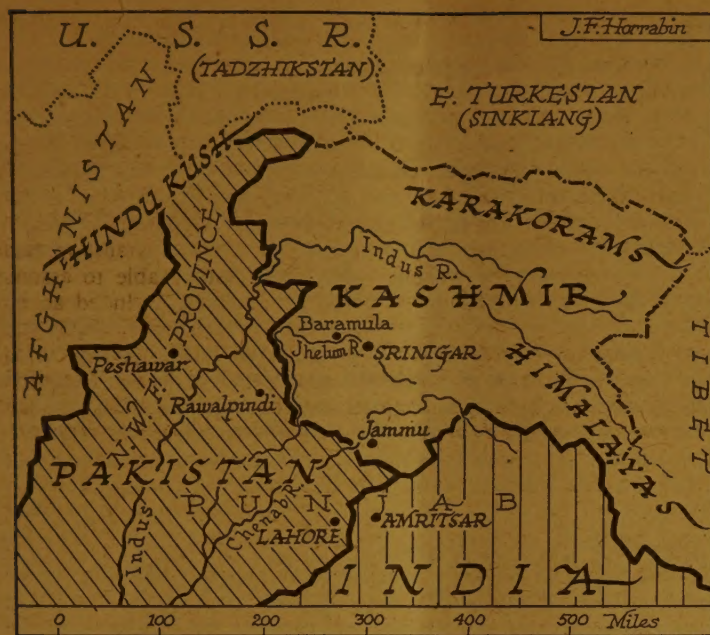 U. S. S. R.
(TADZHIKSTAN)
J.F. Horrabin
E. TURKESTAN
(SINKIANG)
AFGHANISTAN
HINDU KUSH
KARAKORAMS
N.W.F. PROVINCE
Indus R.
KASHMIR
Baramula
Jhelum R.
SRINIGAR
Peshawar
HIMALAYAS
TIBET
Rawalpindi
Jammu
PAKISTAN
PUNJAB
Indus
Chenab R.
LAHORE
AMRITSAR
INDIA
0 100 200 300 400 500 Miles